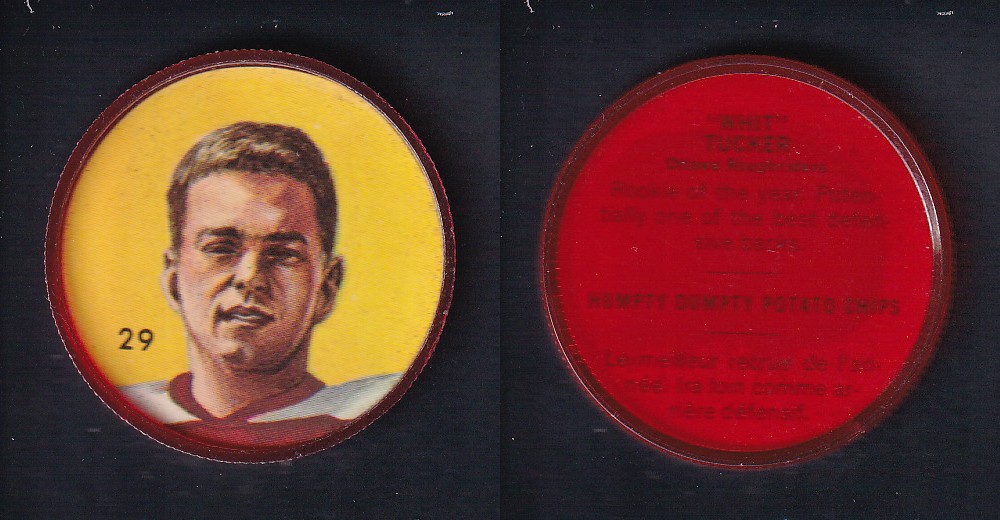 29
"WHIT"
TUCKER
Ottawa Roughriders
Rookie of the year. Poten-
tially one of the best defen-
sive backs.
HUMPTY DUMPTY POTATO CHIPS
Le meilleur recrue de l'an-
née. Ira loin comme ar-
rière défensif.